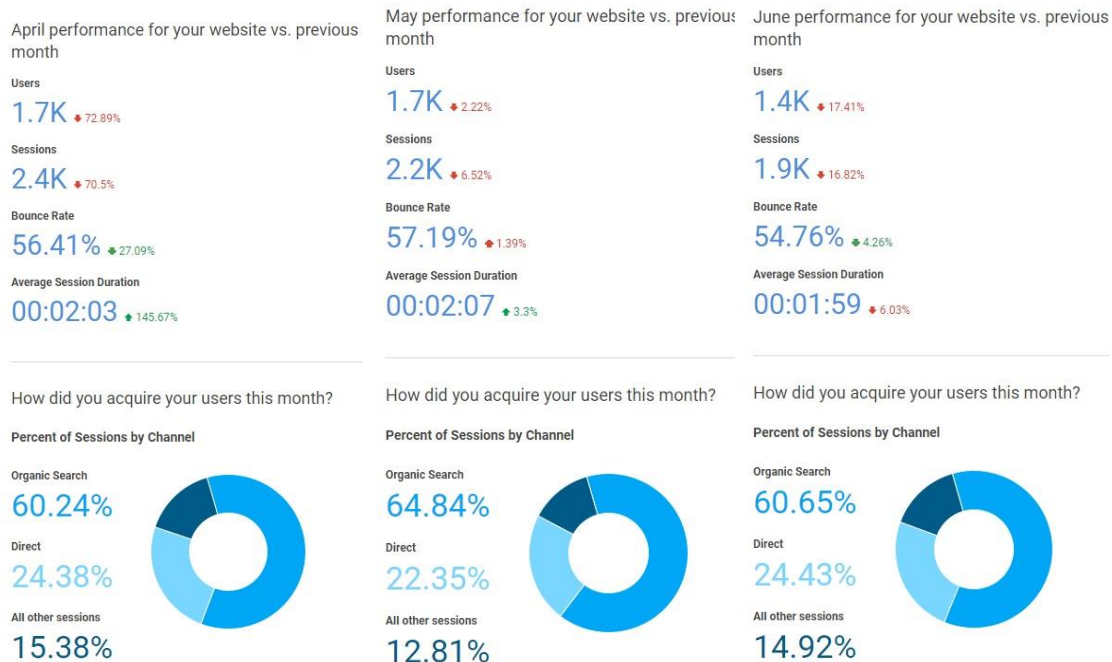 April performance for your website vs. previous
month
Users
1.7K 72.89%
Sessions
2.4K 70.5%
Bounce Rate
56.41% 27.09%
Average Session Duration
00:02:03 145.67%
How did you acquire your users this month?
Percent of Sessions by Channel
Organic Search
60.24%
Direct
24.38%
All other sessions
15.38%
May performance for your website vs. previous
month
Users
1.7K 2.22%
Sessions
2.2K 6.52%
Bounce Rate
57.19% 1.39%
Average Session Duration
00:02:07 3.3%
How did you acquire your users this month?
Percent of Sessions by Channel
Organic Search
64.84%
Direct
22.35%
All other sessions
12.81%
June performance for your website vs. previous
month
Users
1.4K 17.41%
Sessions
1.9K 16.82%
Bounce Rate
54.76% 4.26%
Average Session Duration
00:01:59 6.03%
How did you acquire your users this month?
Percent of Sessions by Channel
Organic Search
60.65%
Direct
24.43%
All other sessions
14.92%